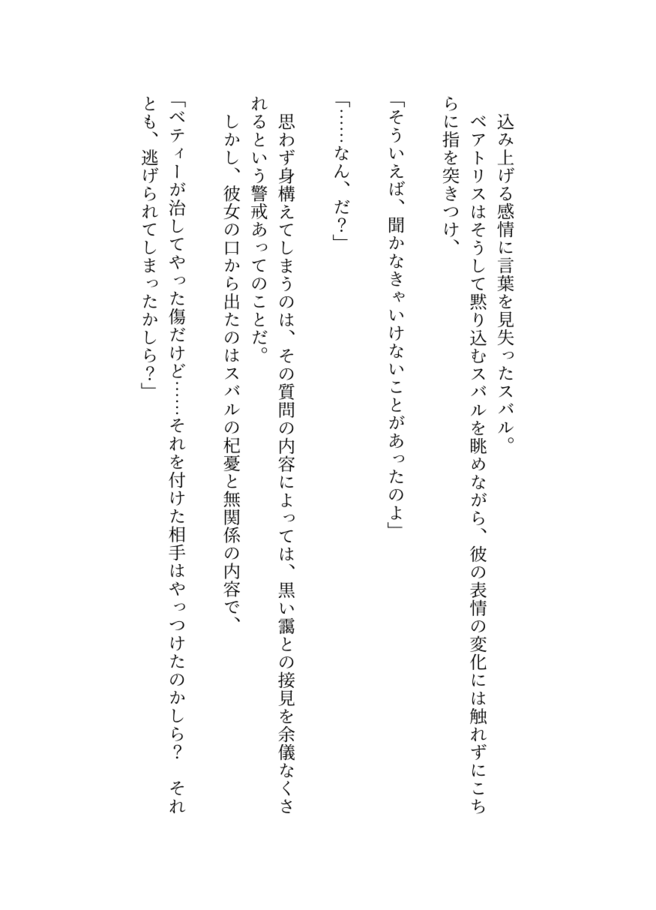 込み上げる感情に言葉を見失ったスバル。
ベアトリスはそうして黙り込むスバルを眺めながら、彼の表情の変化には触れずにこち
らに指を突きつけ、
「そういえば、聞かなきゃいけないことがあったのよ」
「……なん、だ？」
思わず身構えてしまうのは、その質問の内容によっては、黒い靄との接見を余儀なくさ
れるという警戒あってのことだ。
しかし、彼女の口から出たのはスバルの杞憂と無関係の内容で、
「ベティーが治してやった傷だけど……それを付けた相手はやっつけたのかしら？　それ
とも、逃げられてしまったかしら？」